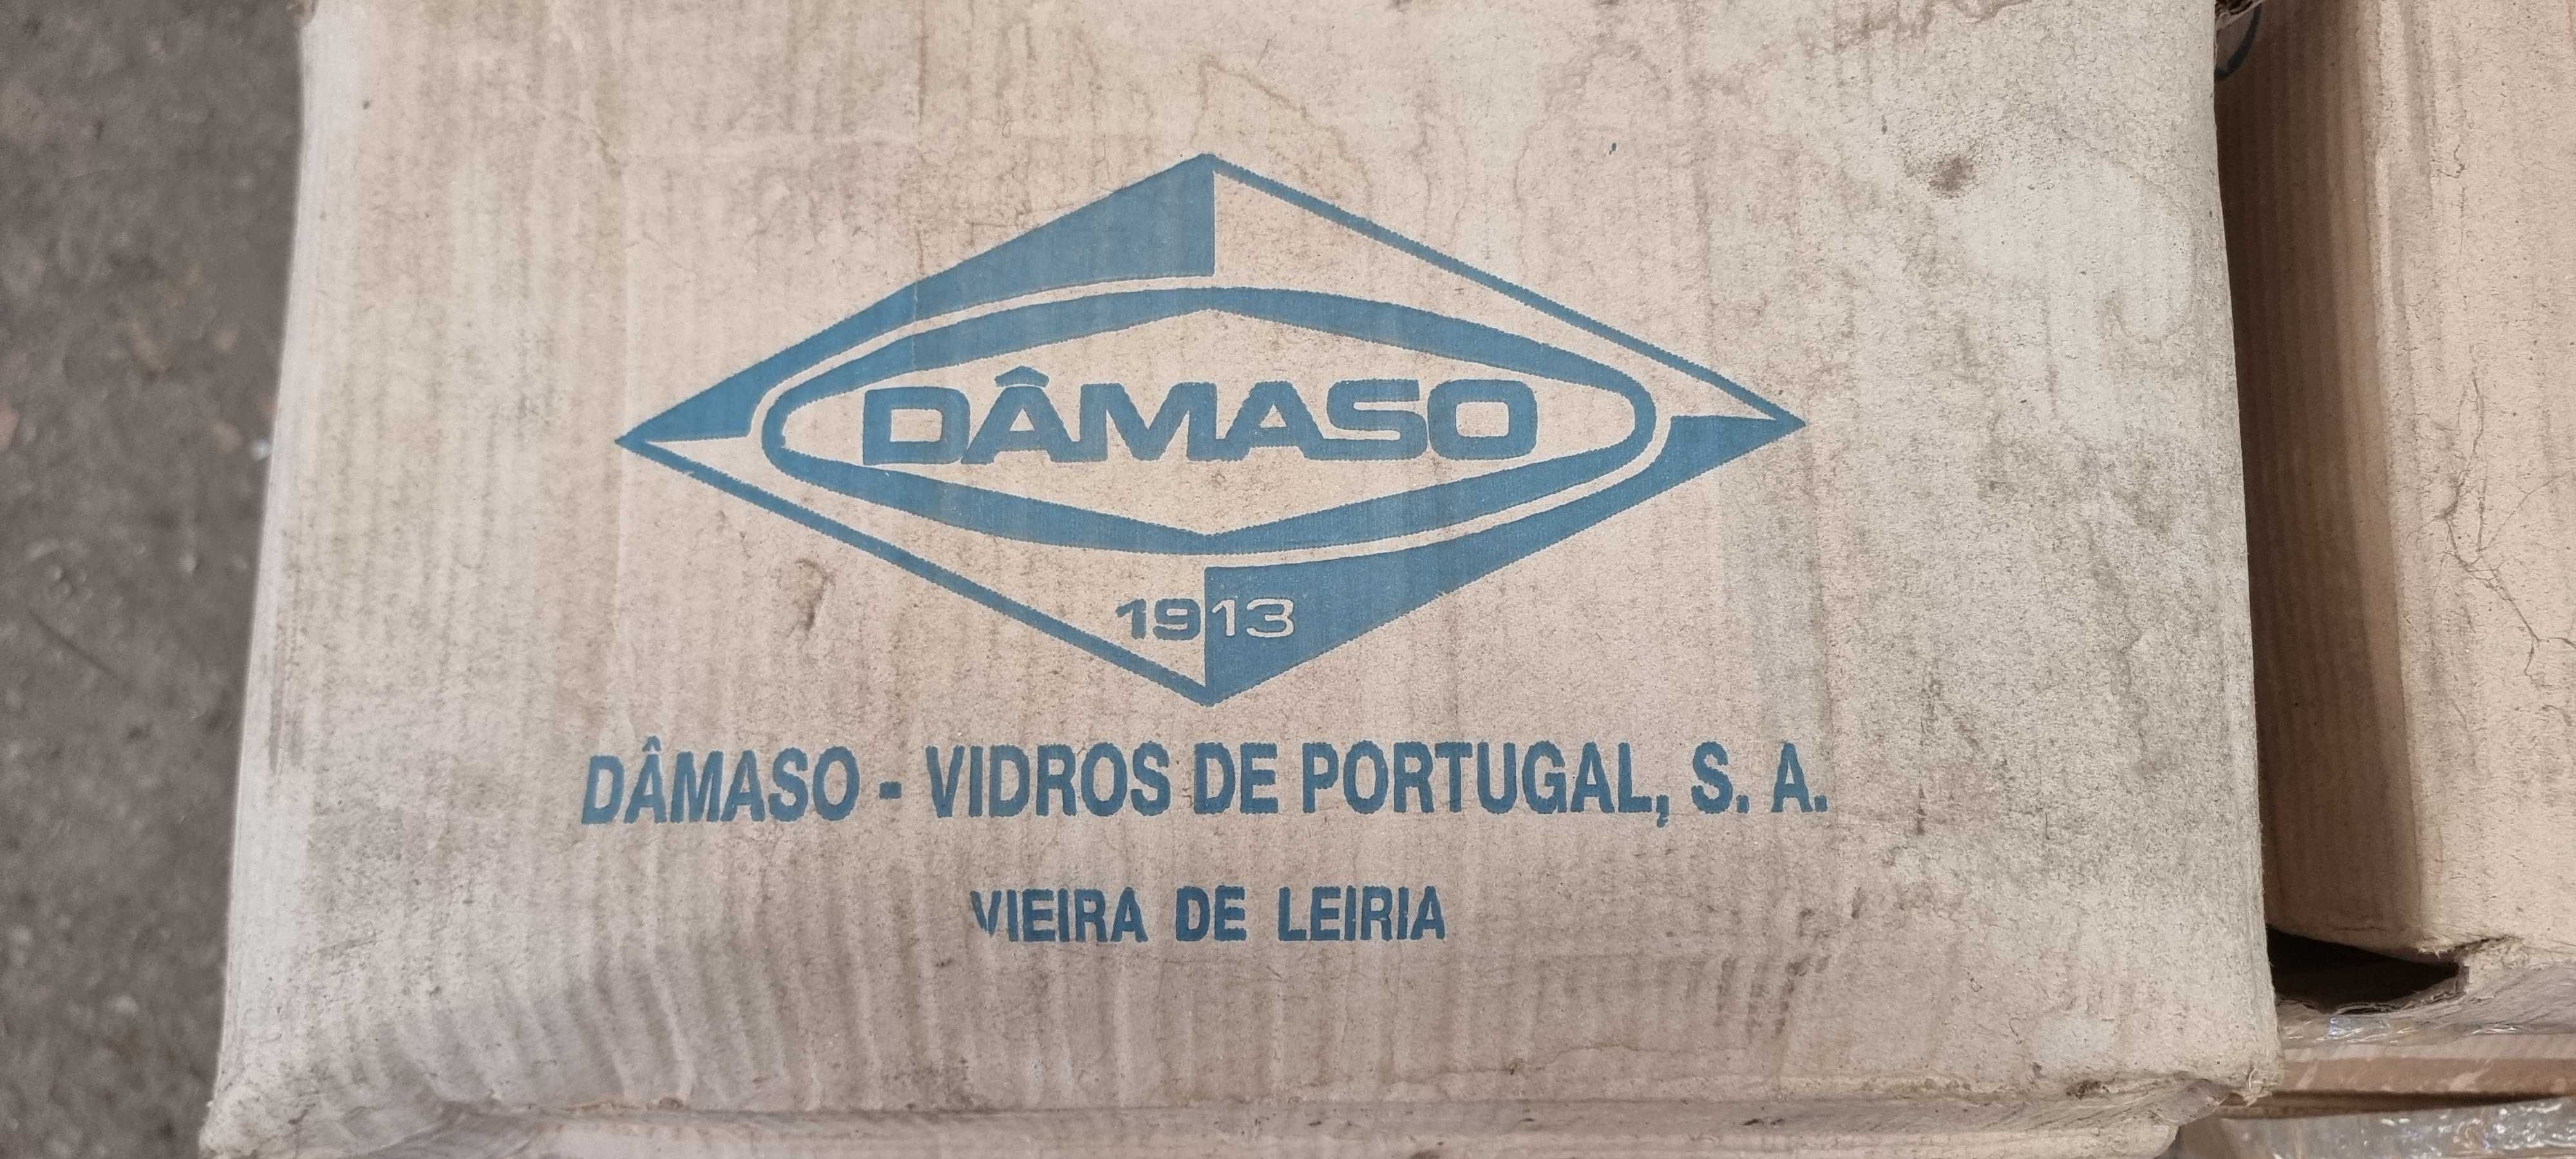 DÂMASO
1913
DÂMASO - VIDROS DE PORTUGAL, S. A.
VIEIRA DE LEIRIA